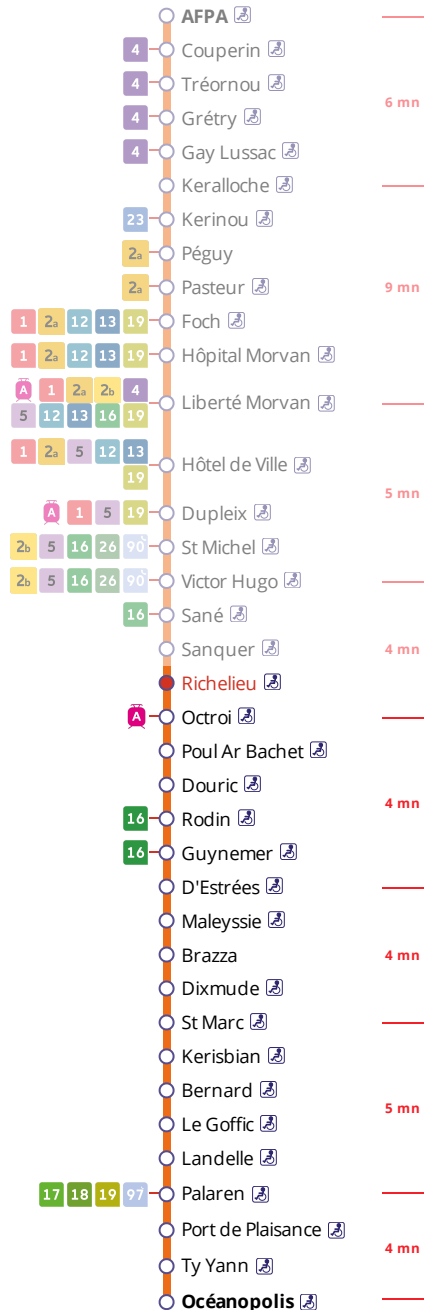 AFPA
4 Couperin
4 Tréornou
6 mn
4 Grétry
4 Gay Lussac
Keralloche
23 Kerinou
2a Péguy
2a Pasteur
9 mn
1 2a 12 13 19 Foch
1 2a 12 13 19 Hôpital Morvan
A 1 2a 2b 4
Liberté Morvan
5 12 13 16 19
1 2a 5 12 13
Hôtel de Ville
19
5 mn
A 1 5 19 Dupleix
2b 5 16 26 90 St Michel
2b 5 16 26 90 Victor Hugo
16 Sané
Sanquer
4 mn
Richelieu
A Octroi
Poul Ar Bachet
Douric
4 mn
16 Rodin
16 Guynemer
D'Estrées
Maleyssie
Brazza
4 mn
Dixmude
St Marc
Kerisbian
Bernard
5 mn
Le Goffic
Landelle
17 18 19 97 Palaren
Port de Plaisance
4 mn
Ty Yann
Océanopolis